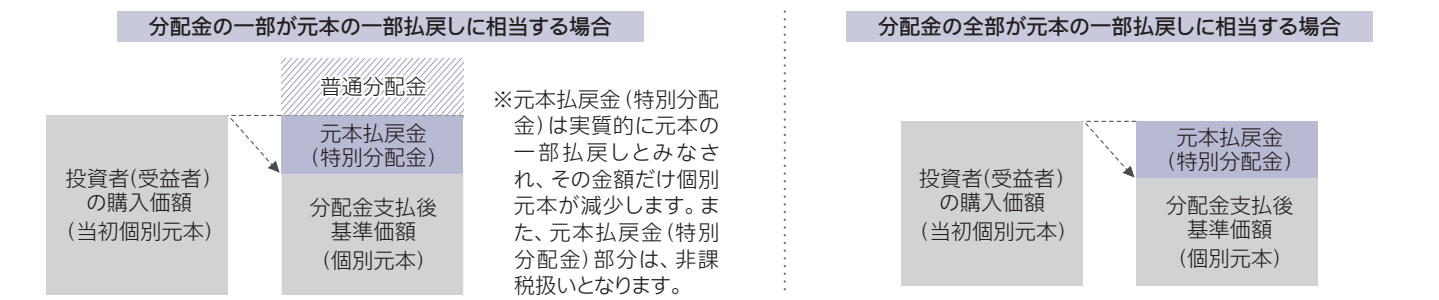 分配金の一部が元本の一部払戻しに相当する場合
普通分配金
元本払戻金
(特別分配金)
投資者(受益者)
の購入価額
(当初個別元本)
分配金支払後
基準価額
(個別元本)
※元本払戻金(特別分配
金)は実質的に元本の
一部払戻しとみなさ
れ、その金額だけ個別
元本が減少します。ま
た、元本払戻金(特別
分配金)部分は、非課
税扱いとなります。
分配金の全部が元本の一部払戻しに相当する場合
元本払戻金
(特別分配金)
投資者(受益者)
の購入価額
(当初個別元本)
分配金支払後
基準価額
(個別元本)